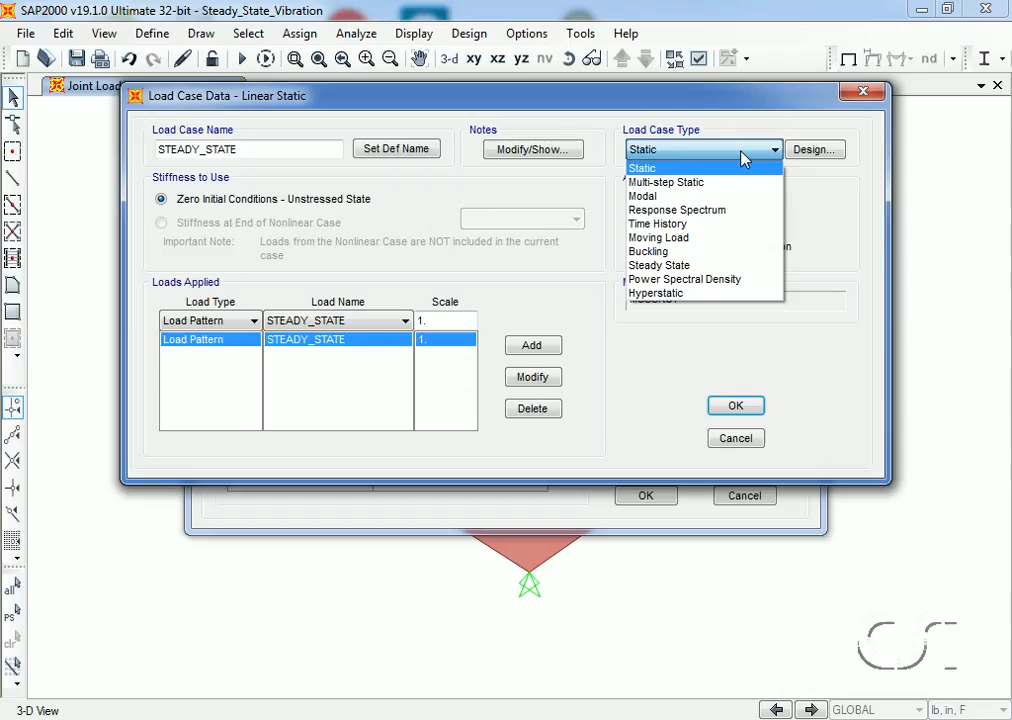 SAP2000 v19.1.0 Ultimate 32-bit - Steady_State_Vibration
File Edit View Define Draw Select Assign Analyze Display Design Options Tools Help
3-d xy xz yz nv nd
Joint Load
Load Case Data - Linear Static
Load Case Name
STEADY_STATE
Set Def Name
Notes
Modify/Show...
Load Case Type
Static
Design...
Static
Multi-step Static
Modal
Response Spectrum
Time History
Moving Load
Buckling
Steady State
Power Spectral Density
Hyperstatic
Stiffness to Use
Zero Initial Conditions - Unstressed State
Stiffness at End of Nonlinear Case
Important Note: Loads from the Nonlinear Case are NOT included in the current
case
Loads Applied
Load Type Load Name Scale
Load Pattern STEADY_STATE 1.
Load Pattern STEADY_STATE 1.
Add
Modify
Delete
OK
Cancel
OK Cancel
all
PS
clr
CSI
3-D View
GLOBAL
lb, in, F